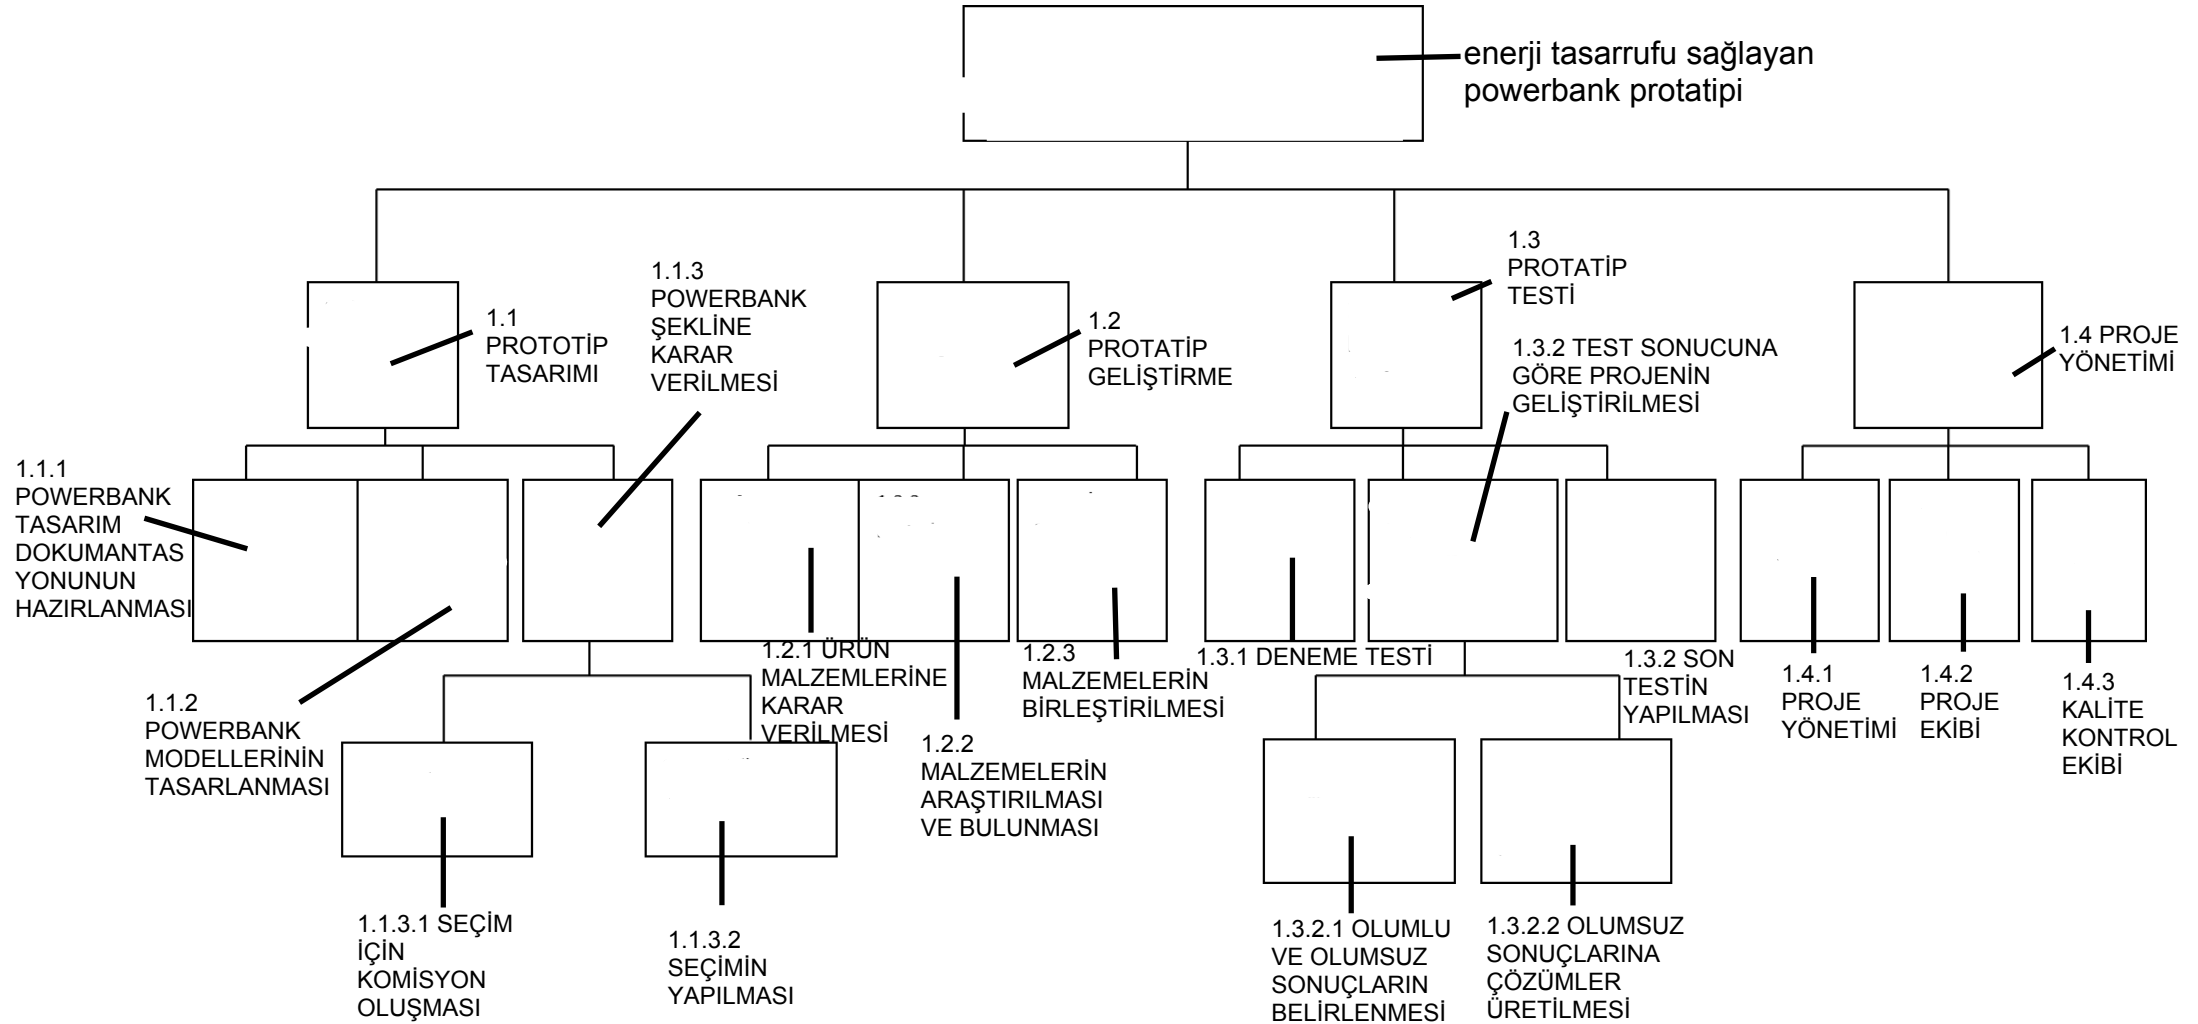 enerji tasarrufu sağlayan
powerbank protatipi
1.1
PROTOTİP
TASARIMI
1.1.3
POWERBANK
ŞEKLİNE
KARAR
VERİLMESİ
1.2
PROTATİP
GELİŞTİRME
1.3
PROTATİP
TESTİ
1.3.2 TEST SONUCUNA
GÖRE PROJENİN
GELİŞTİRİLMESİ
1.4 PROJE
YÖNETİMİ
1.1.1
POWERBANK
TASARIM
DOKUMANTAS
YONUNUN
HAZIRLANMASI
1.1.2
POWERBANK
MODELLERİNİN
TASARLANMASI
1.2.1 ÜRÜN
MALZEMLERİNE
KARAR
VERİLMESİ
1.2.2
MALZEMELERİN
ARAŞTIRILMASI
VE BULUNMASI
1.2.3
MALZEMELERİN
BİRLEŞTİRİLMESİ
1.3.1 DENEME TESTİ
1.3.2 SON
TESTİN
YAPILMASI
1.4.1
PROJE
YÖNETİMİ
1.4.2
PROJE
EKİBİ
1.4.3
KALİTE
KONTROL
EKİBİ
1.1.3.1 SEÇİM
İÇİN
KOMİSYON
OLUŞMASI
1.1.3.2
SEÇİMİN
YAPILMASI
1.3.2.1 OLUMLU
VE OLUMSUZ
SONUÇLARIN
BELİRLENMESİ
1.3.2.2 OLUMSUZ
SONUÇLARINA
ÇÖZÜMLER
ÜRETİLMESİ